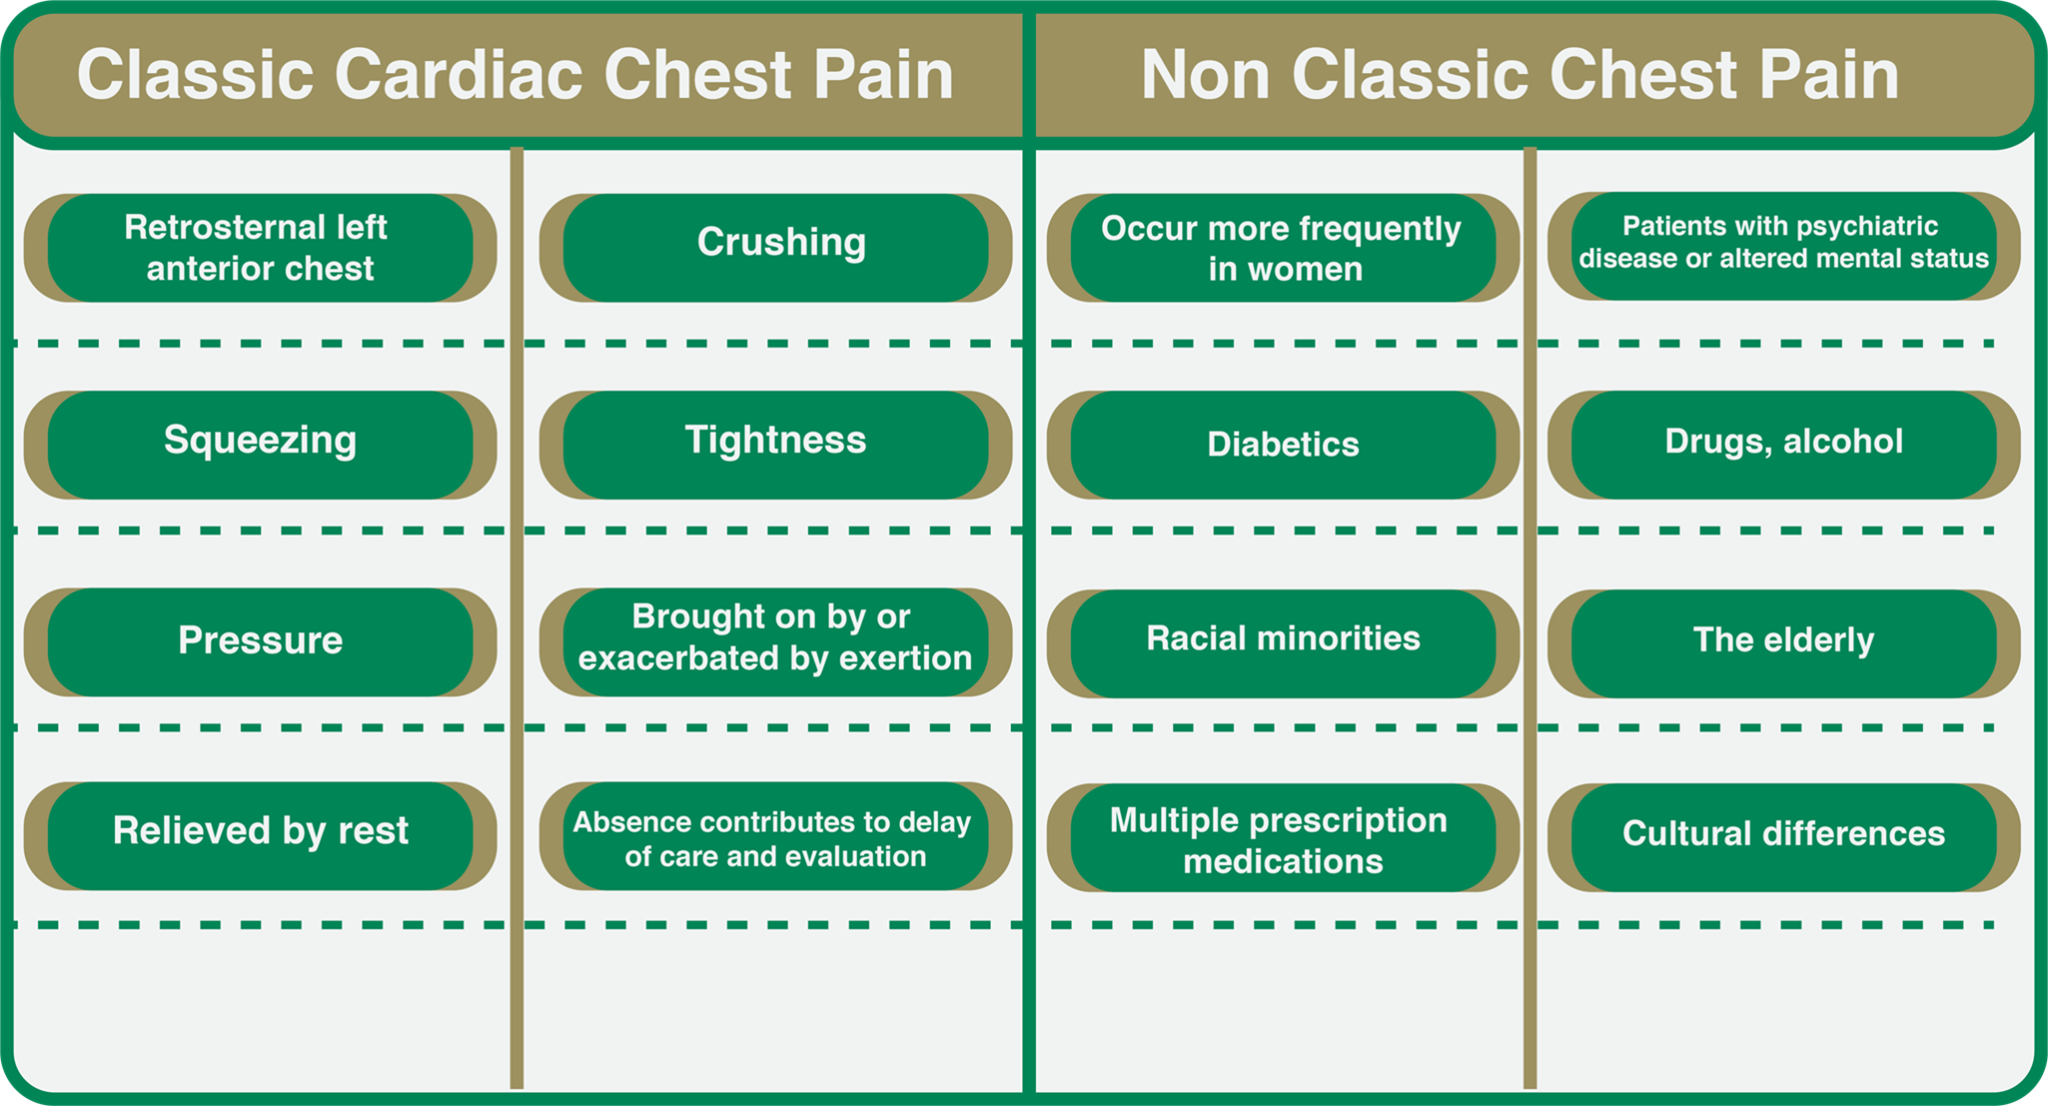 Classic Cardiac Chest Pain
Non Classic Chest Pain
Retrosternal left
anterior chest
Crushing
Occur more frequently
in women
Patients with psychiatric
disease or altered mental status
Squeezing
Tightness
Diabetics
Drugs, alcohol
Pressure
Brought on by or
exacerbated by exertion
Racial minorities
The elderly
Relieved by rest
Absence contributes to delay
of care and evaluation
Multiple prescription
medications
Cultural differences